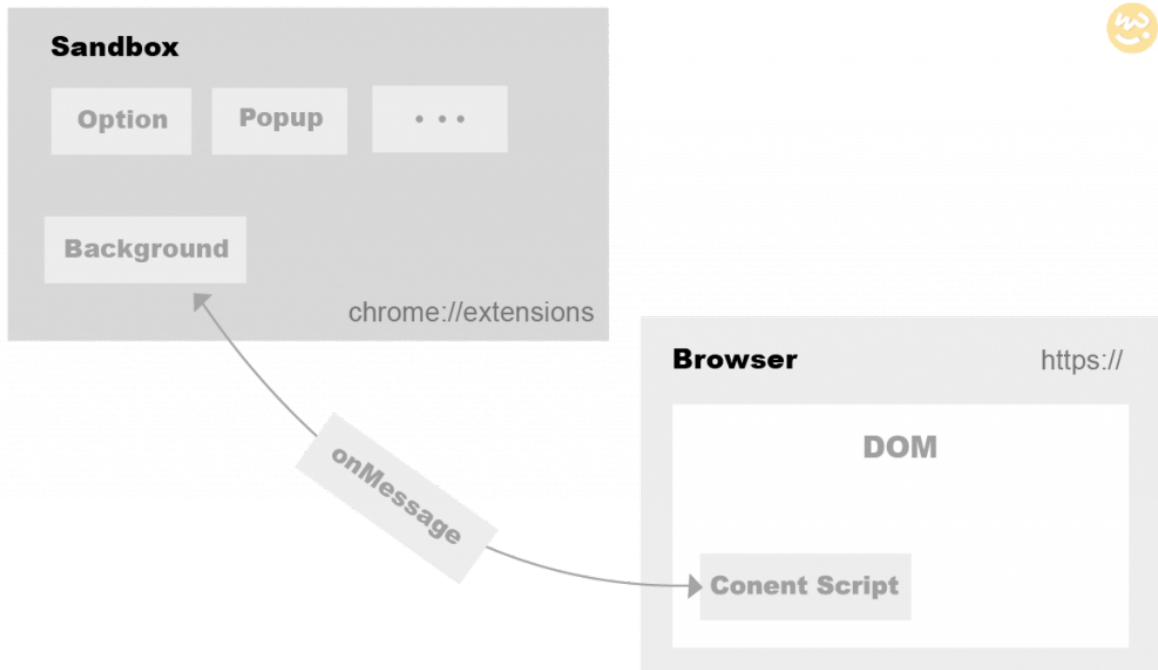 Sandbox
Option
Popup
• • •
Background
chrome://extensions
onMessage
Browser
https://
DOM
Conent Script